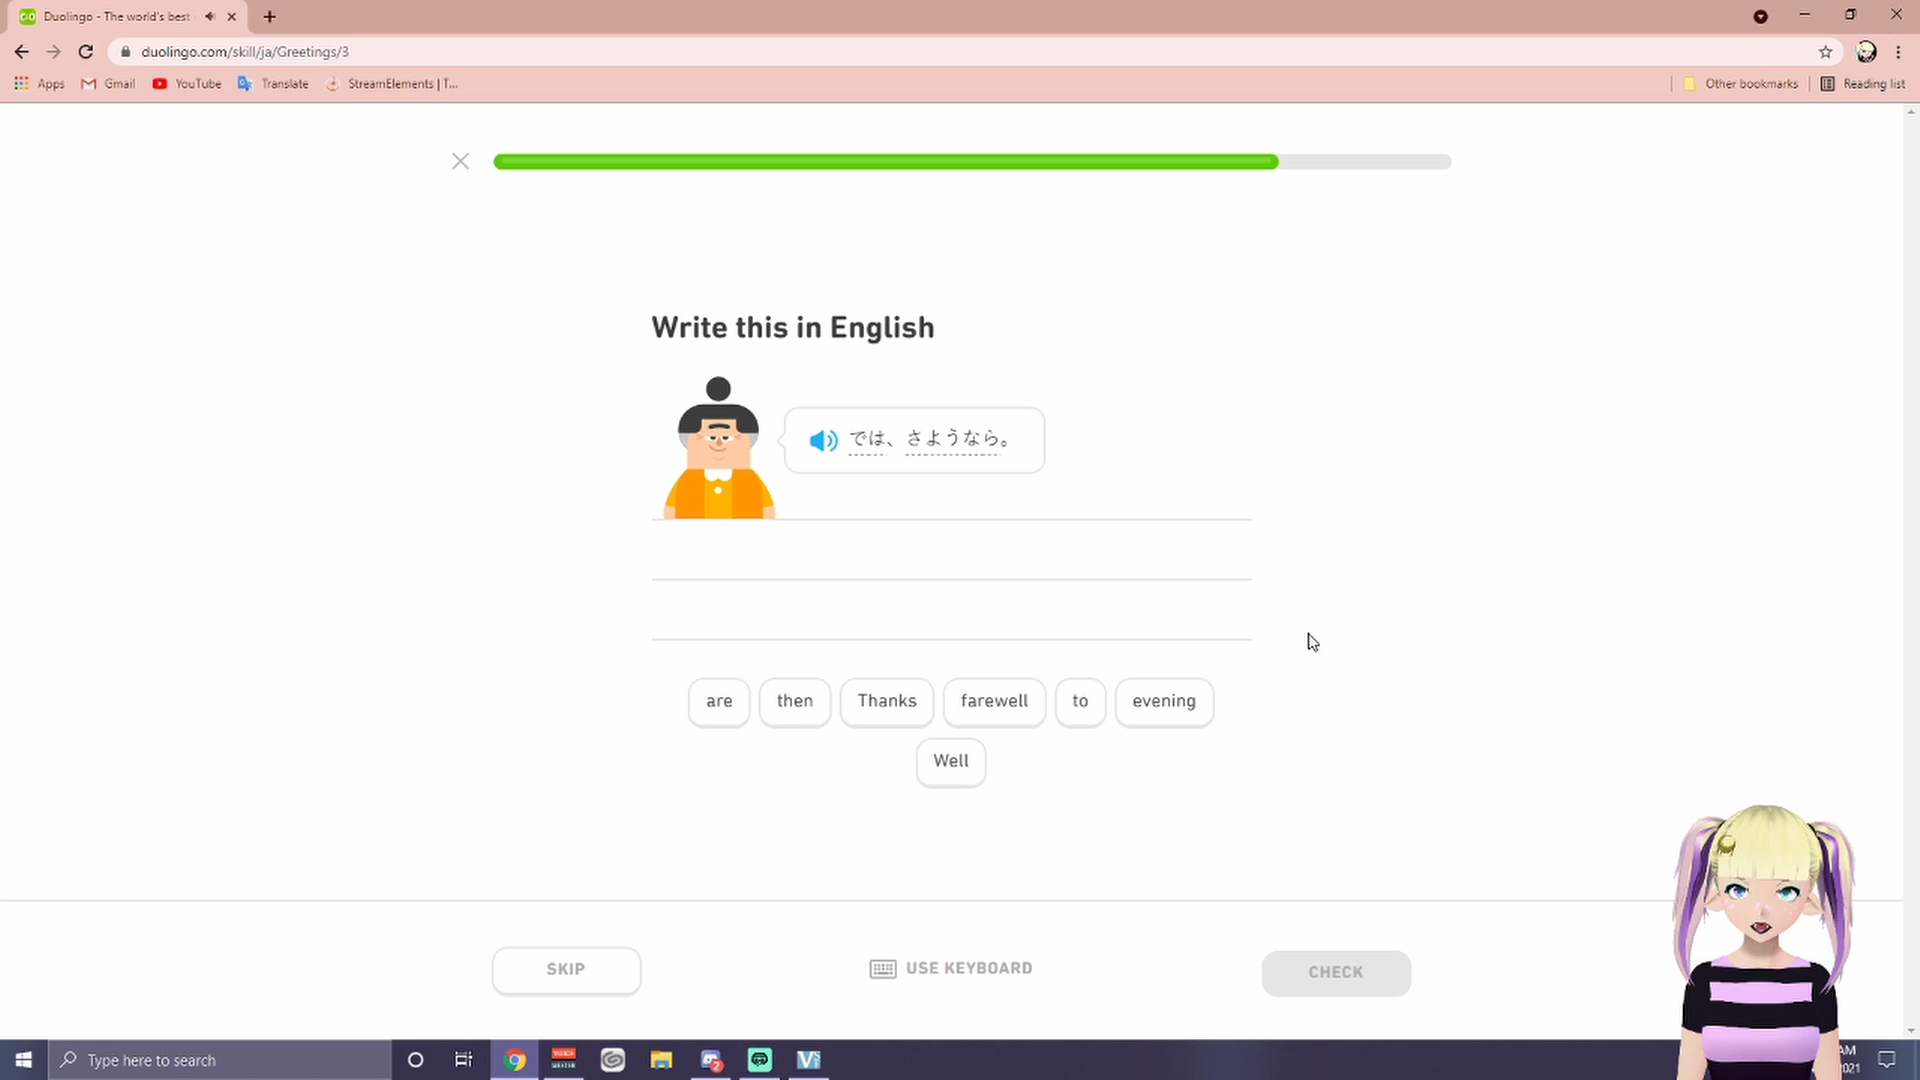 Duolingo - The world's best
duolingo.com/skill/ja/Greetings/3
Apps Gmail YouTube Translate StreamElements | T... Other bookmarks Reading list
Write this in English
では、さようなら。
are then Thanks farewell to evening
Well
SKIP USE KEYBOARD CHECK
Type here to search
AM
2021